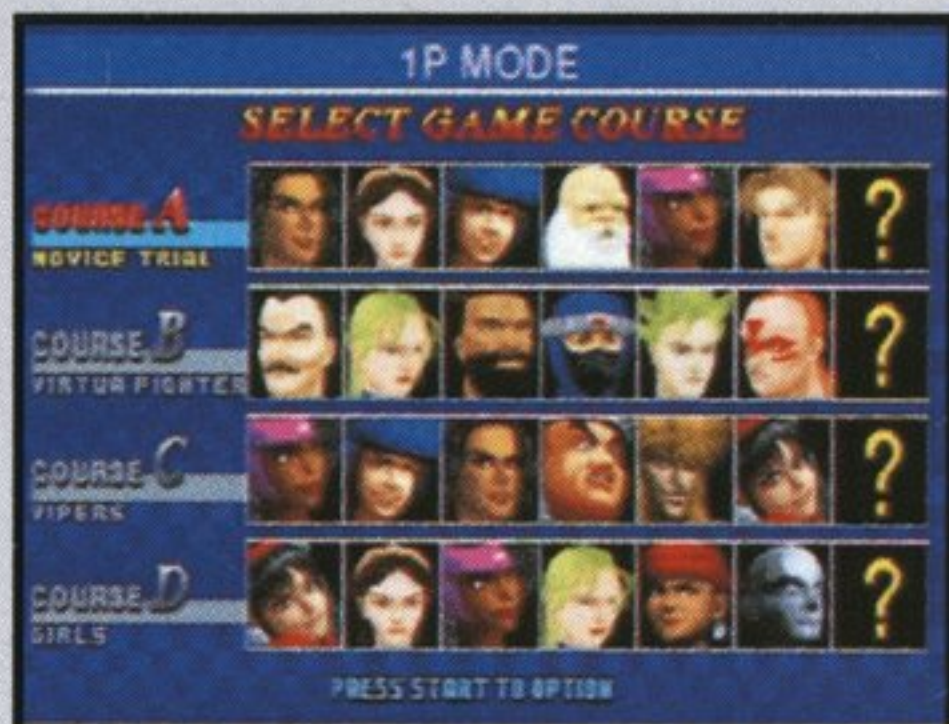 1P MODE
SELECT GAME COURSE
COURSE A
NOVICE TRIAL
? 
COURSE B
VIRTUA FIGHTER
?
COURSE C
VIPERS
?
COURSE D
GIRLS
?
PRESS START TO OPTION